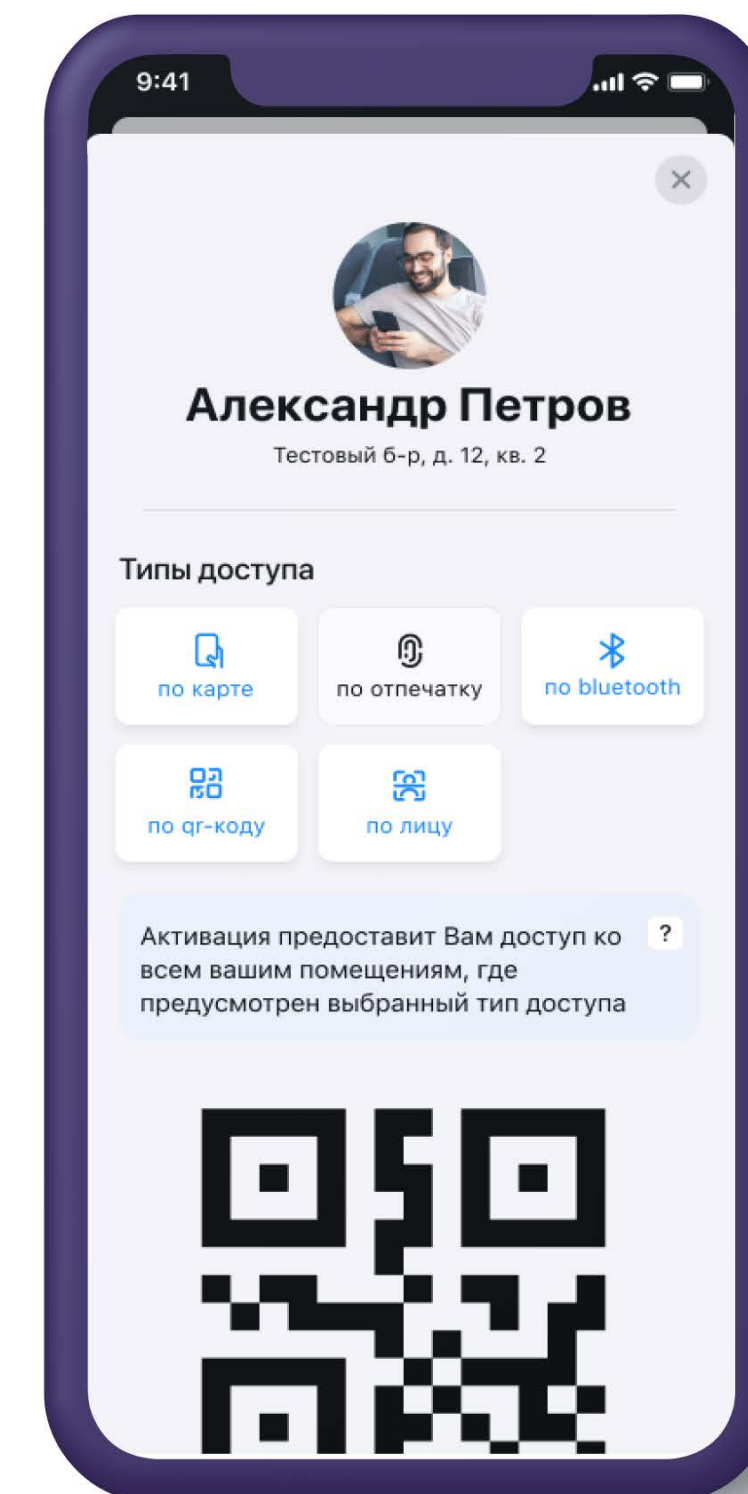 9:41
Александр Петров
Тестовый б-р, д. 12, кв. 2
Типы доступа
по карте
по отпечатку
по bluetooth
по qr-коду
по лицу
Активация предоставит Вам доступ ко
?
всем вашим помещениям, где
предусмотрен выбранный тип доступа